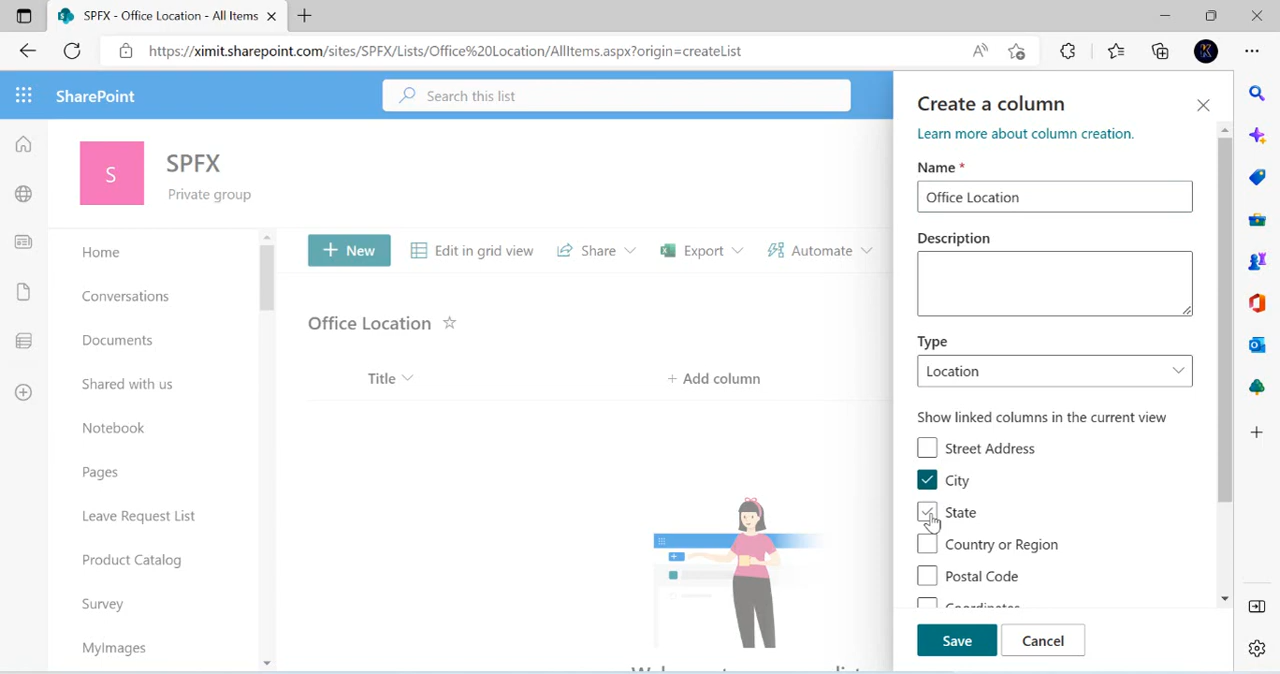 SPFX - Office Location - All Items
https://ximit.sharepoint.com/sites/SPFX/Lists/Office%20Location/AllItems.aspx?origin=createList
SharePoint
Search this list
S
SPFX
Private group
Home
Conversations
Documents
Shared with us
Notebook
Pages
Leave Request List
Product Catalog
Survey
MyImages
New
Edit in grid view
Share
Export
Automate
Office Location
Title
+ Add column
Create a column
Learn more about column creation.
Name *
Office Location
Description
Type
Location
Show linked columns in the current view
Street Address
City
State
Country or Region
Postal Code
Coordinates
Save
Cancel